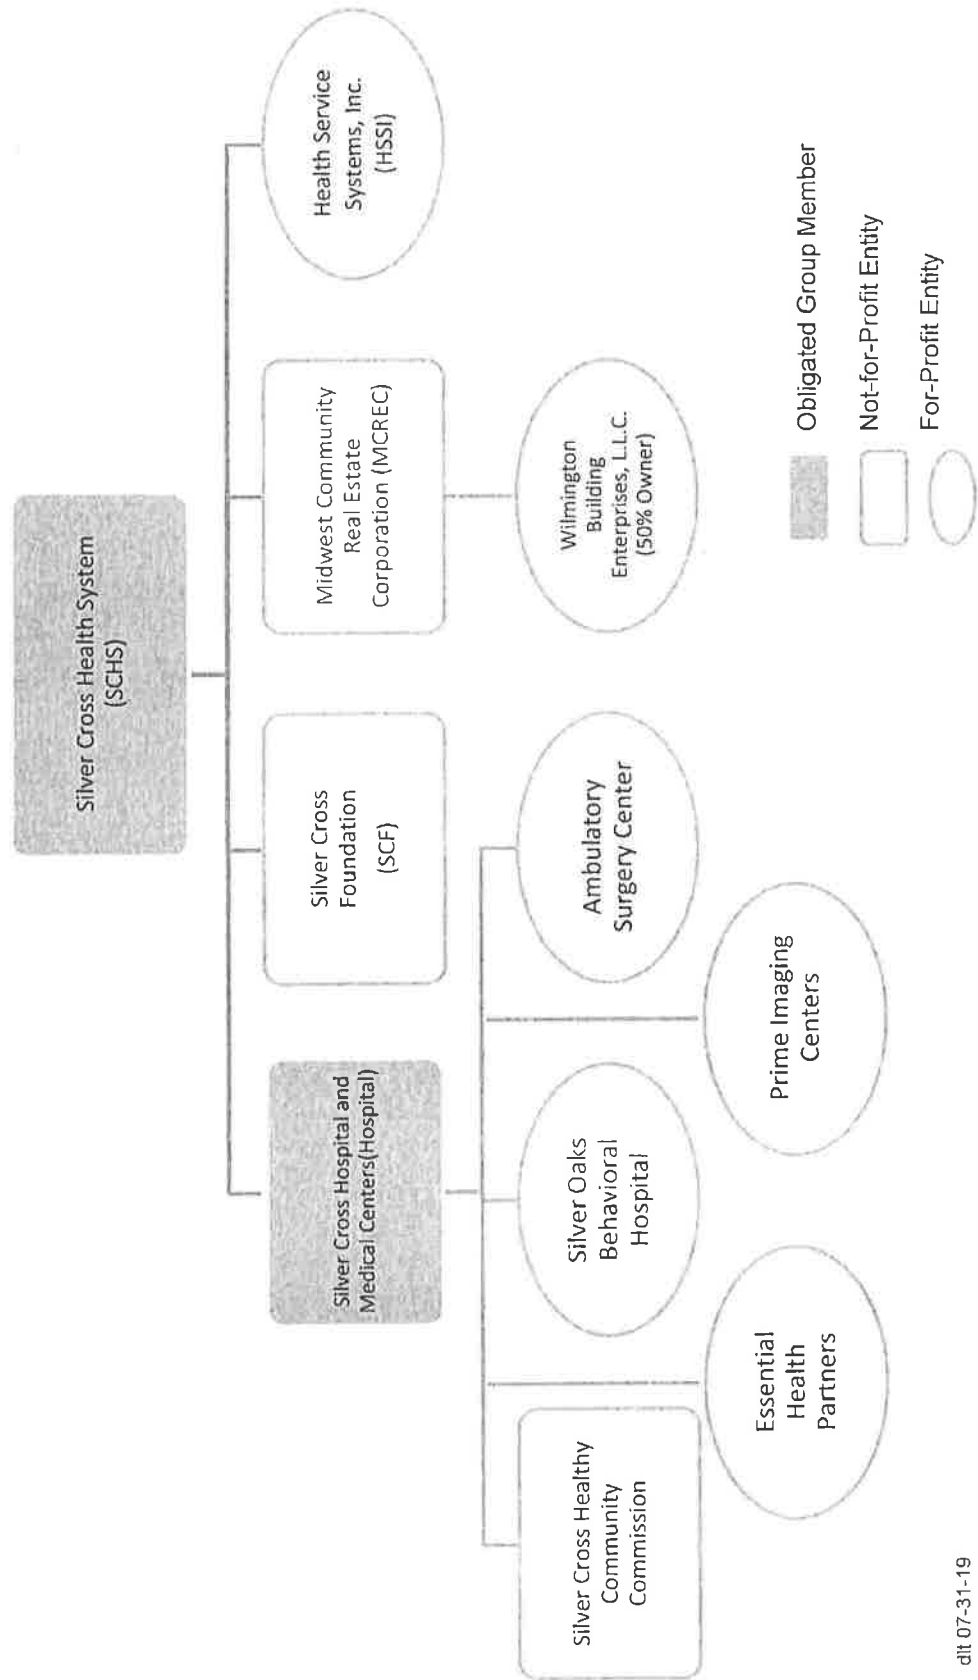 Silver Cross Health System
(SCHS)
Silver Cross Hospital and
Medical Centers(Hospital)
Silver Cross
Foundation
(SCF)
Midwest Community
Real Estate
Corporation (MCREC)
Health Service
Systems, Inc.
(HSSI)
Silver Cross Healthy
Community
Commission
Silver Oaks
Behavioral
Hospital
Ambulatory
Surgery Center
Wilmington
Building
Enterprises, L.L.C.
(50% Owner)
Essential
Health
Partners
Prime Imaging
Centers
Obligated Group Member
Not-for-Profit Entity
For-Profit Entity
dlt 07-31-19